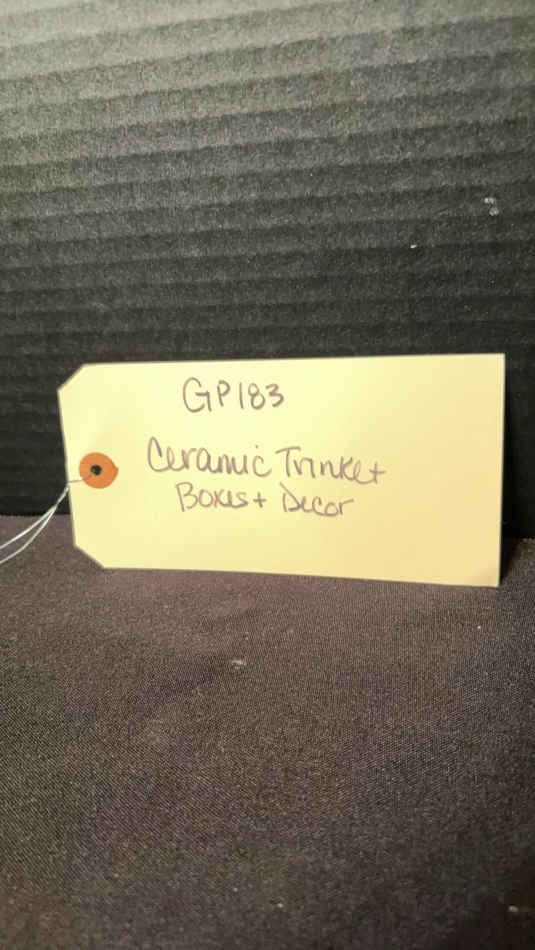 GP183
Ceramic Trinket
Boxes + Decor